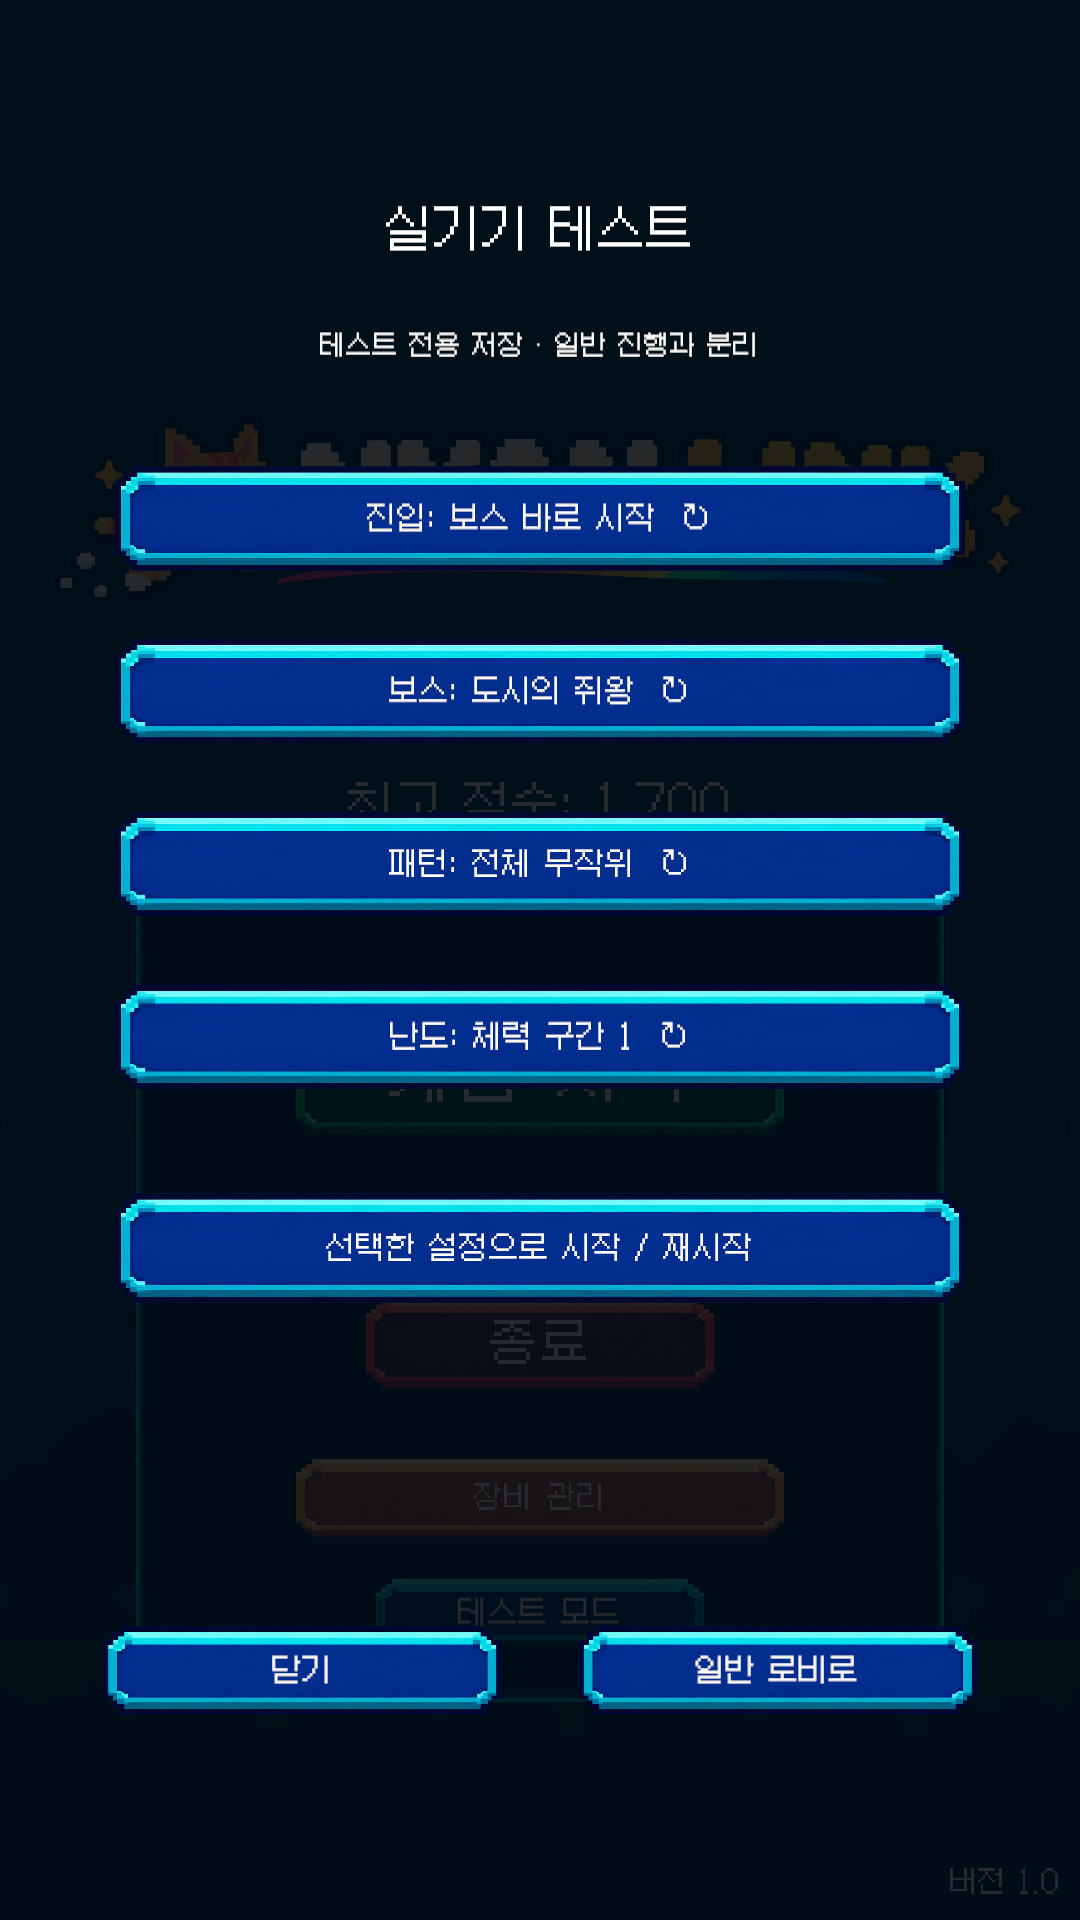 실기기 테스트
테스트 전용 저장 · 일반 진행과 분리
진입: 보스 바로 시작 ↻
보스: 도시의 쥐왕 ↻
최고 점수: 1,700
패턴: 전체 무작위 ↻
난도: 체력 구간 1 ↻
선택한 설정으로 시작 / 재시작
종료
장비 관리
테스트 모드
닫기 일반 로비로
버전 1.0